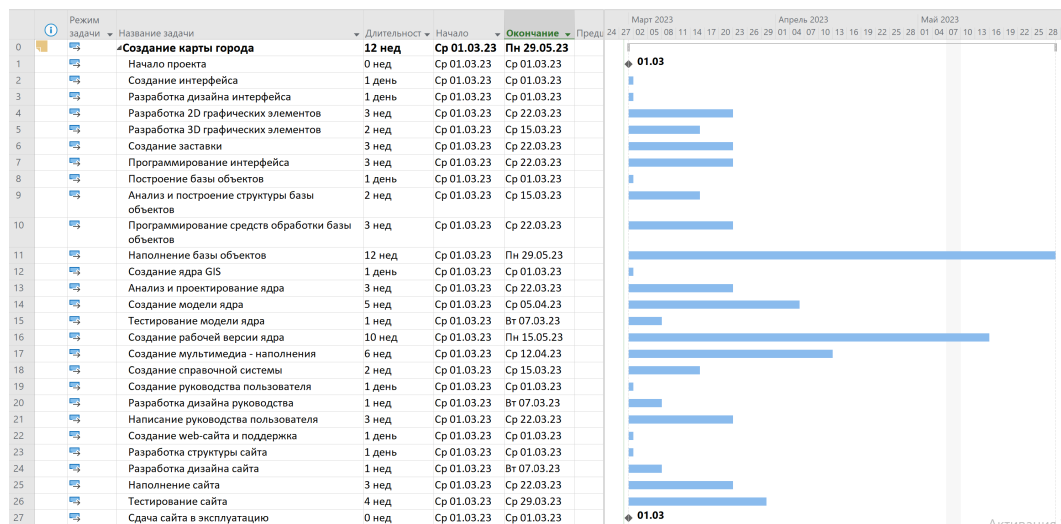 Режим задачи Название задачи Длительност Начало Окончание Предш
Март 2023 Апрель 2023 Май 2023
24 27 02 05 08 11 14 17 20 23 26 29 01 04 07 10 13 16 19 22 25 28 01 04 07 10 13 16 19 22 25 28
0 Создание карты города 12 нед Ср 01.03.23 Пн 29.05.23
1 Начало проекта 0 нед Ср 01.03.23 Ср 01.03.23 01.03
2 Создание интерфейса 1 день Ср 01.03.23 Ср 01.03.23
3 Разработка дизайна интерфейса 1 день Ср 01.03.23 Ср 01.03.23
4 Разработка 2D графических элементов 3 нед Ср 01.03.23 Ср 22.03.23
5 Разработка 3D графических элементов 2 нед Ср 01.03.23 Ср 15.03.23
6 Создание заставки 3 нед Ср 01.03.23 Ср 22.03.23
7 Программирование интерфейса 3 нед Ср 01.03.23 Ср 22.03.23
8 Построение базы объектов 1 день Ср 01.03.23 Ср 01.03.23
9 Анализ и построение структуры базы 2 нед Ср 01.03.23 Ср 15.03.23
объектов
10 Программирование средств обработки базы 3 нед Ср 01.03.23 Ср 22.03.23
объектов
11 Наполнение базы объектов 12 нед Ср 01.03.23 Пн 29.05.23
12 Создание ядра GIS 1 день Ср 01.03.23 Ср 01.03.23
13 Анализ и проектирование ядра 3 нед Ср 01.03.23 Ср 22.03.23
14 Создание модели ядра 5 нед Ср 01.03.23 Ср 05.04.23
15 Тестирование модели ядра 1 нед Ср 01.03.23 Вт 07.03.23
16 Создание рабочей версии ядра 10 нед Ср 01.03.23 Пн 15.05.23
17 Создание мультимедиа - наполнения 6 нед Ср 01.03.23 Ср 12.04.23
18 Создание справочной системы 2 нед Ср 01.03.23 Ср 15.03.23
19 Создание руководства пользователя 1 день Ср 01.03.23 Ср 01.03.23
20 Разработка дизайна руководства 1 нед Ср 01.03.23 Вт 07.03.23
21 Написание руководства пользователя 3 нед Ср 01.03.23 Ср 22.03.23
22 Создание web-сайта и поддержка 1 день Ср 01.03.23 Ср 01.03.23
23 Разработка структуры сайта 1 день Ср 01.03.23 Ср 01.03.23
24 Разработка дизайна сайта 1 нед Ср 01.03.23 Вт 07.03.23
25 Наполнение сайта 3 нед Ср 01.03.23 Ср 22.03.23
26 Тестирование сайта 4 нед Ср 01.03.23 Ср 29.03.23
27 Сдача сайта в эксплуатацию 0 нед Ср 01.03.23 Ср 01.03.23 01.03